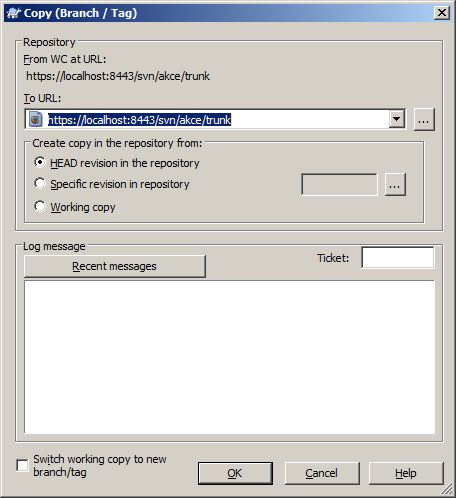 Copy (Branch / Tag)
Repository
From WC at URL:
https://localhost:8443/svn/akce/trunk
To URL:
https://localhost:8443/svn/akce/trunk
...
Create copy in the repository from:
HEAD revision in the repository
Specific revision in repository
...
Working copy
Log message
Ticket:
Recent messages
Switch working copy to new
branch/tag
OK
Cancel
Help